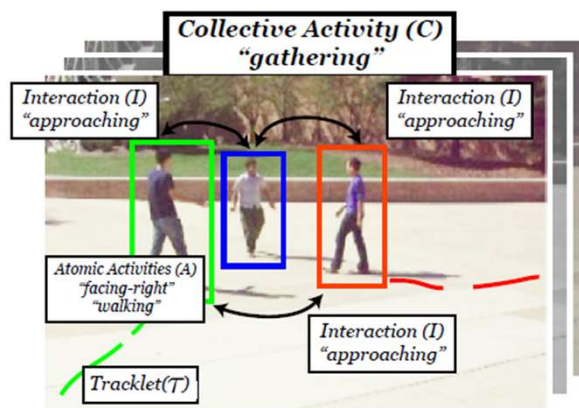 Collective Activity (C)
"gathering"
Interaction (I)
"approaching"
Interaction (I)
"approaching"
Atomic Activities (A)
"facing-right"
"walking"
Interaction (I)
"approaching"
Tracklet(T)